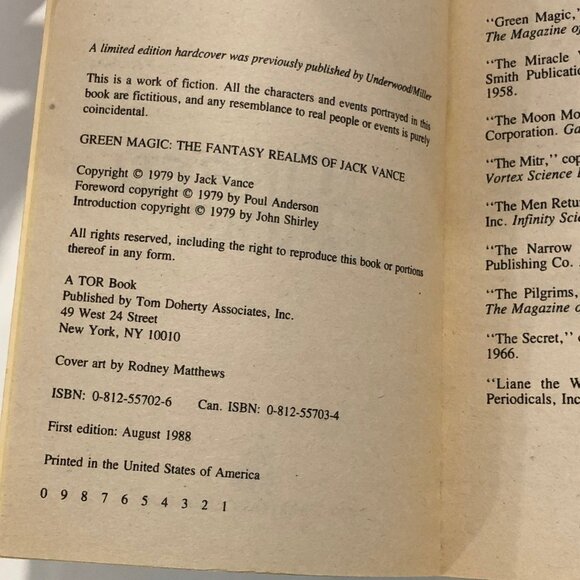 A limited edition hardcover was previously published by Underwood/Miller
This is a work of fiction. All the characters and events portrayed in this
book are fictitious, and any resemblance to real people or events is purely
coincidental.
GREEN MAGIC: THE FANTASY REALMS OF JACK VANCE
Copyright © 1979 by Jack Vance
Foreword copyright © 1979 by Poul Anderson
Introduction copyright © 1979 by John Shirley
All rights reserved, including the right to reproduce this book or portions
thereof in any form.
A TOR Book
Published by Tom Doherty Associates, Inc.
49 West 24 Street
New York, NY 10010
Cover art by Rodney Matthews
ISBN: 0-812-55702-6 Can. ISBN: 0-812-55703-4
First edition: August 1988
Printed in the United States of America
0 9 8 7 6 5 4 3 2 1
"Green Magic,"
The Magazine of
"The Miracle
Smith Publication
1958.
"The Moon Mo
Corporation. Ga
"The Mitr," cop
Vortex Science
"The Men Retu
Inc. Infinity Scie
"The Narrow
Publishing Co.
"The Pilgrims,
The Magazine o
"The Secret,"
1966.
"Liane the W
Periodicals, Inc